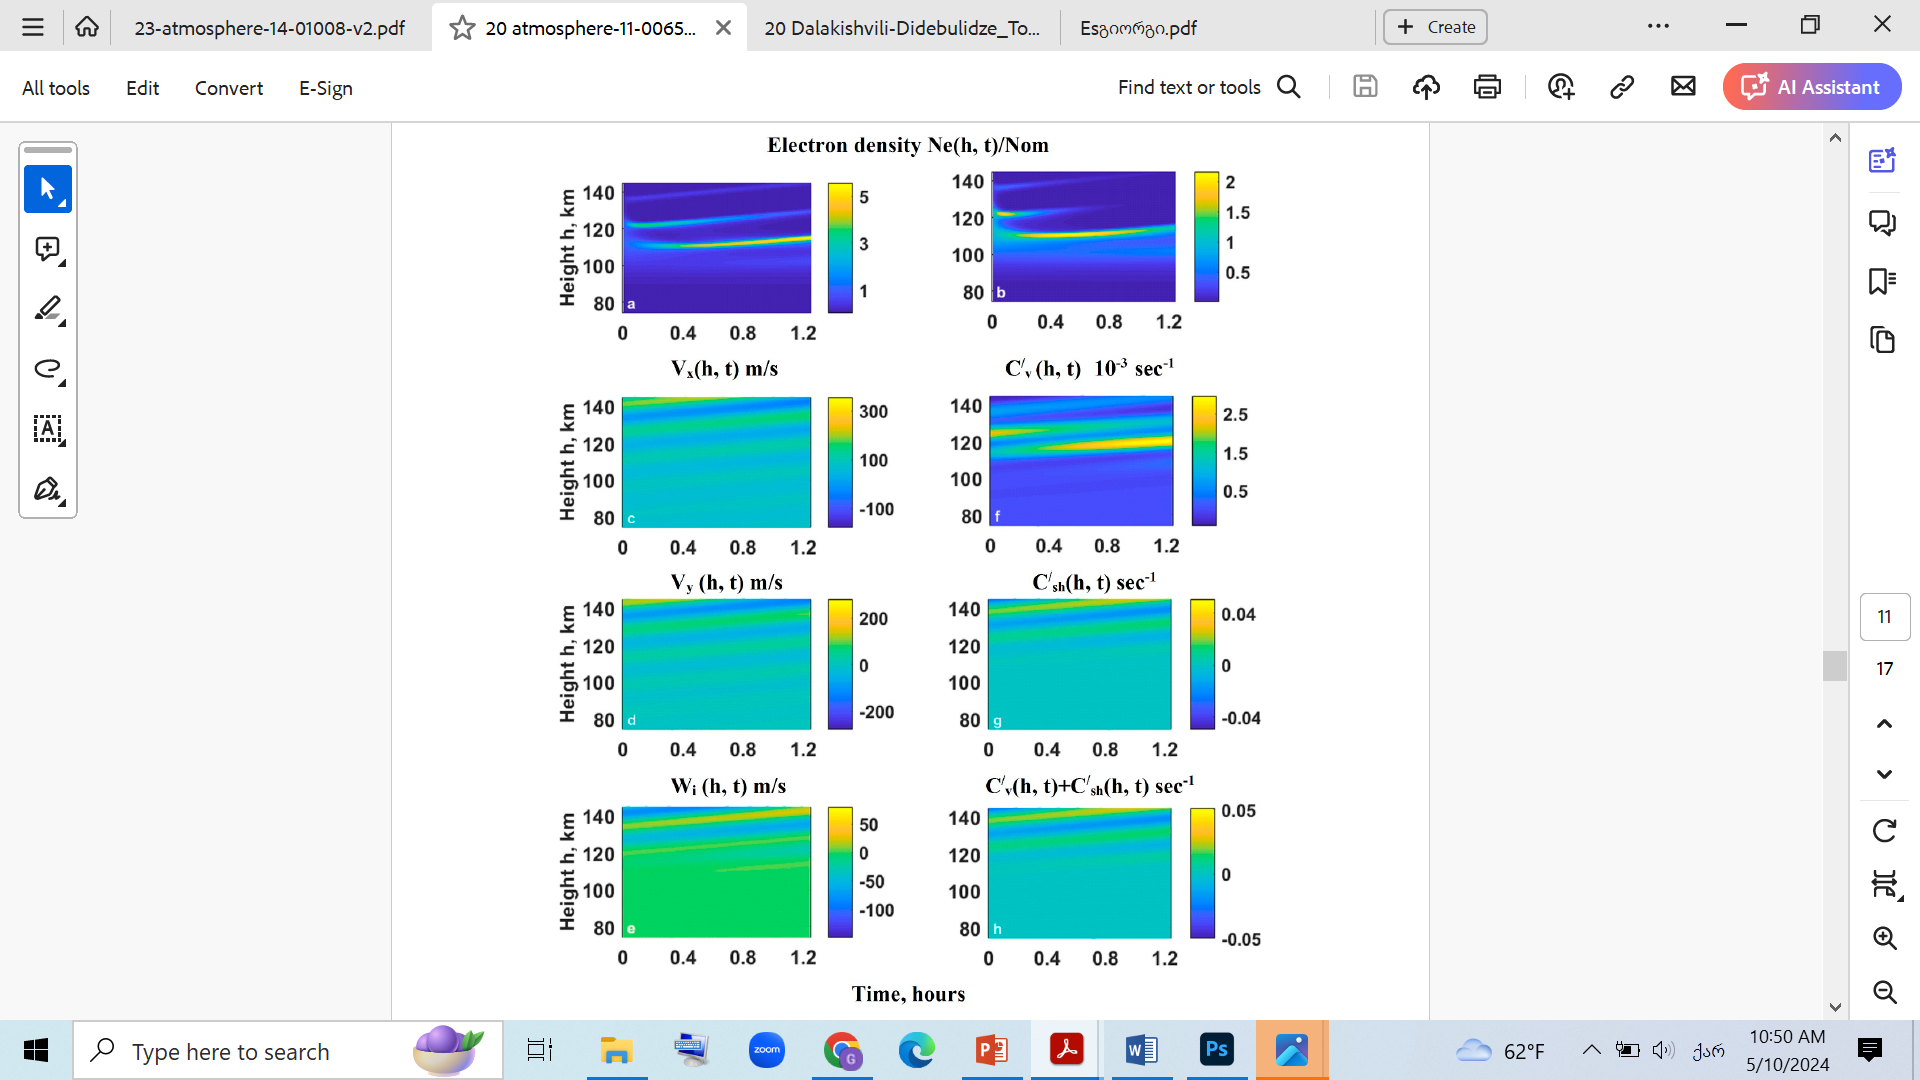 23-atmosphere-14-01008-v2.pdf
20 atmosphere-11-0065...
20 Dalakishvili-Didebulidze_To...
Esგიორგი.pdf
Create
All tools
Edit
Convert
E-Sign
Find text or tools
AI Assistant
Electron density Ne(h, t)/Nom
Height h, km
140
120
100
80
a
0 0.4 0.8 1.2
5
3
1
140
120
100
80
b
0 0.4 0.8 1.2
2
1.5
1
0.5
Vx(h, t) m/s
Height h, km
140
120
100
80
c
0 0.4 0.8 1.2
300
100
-100
C/v (h, t) 10-3 sec-1
140
120
100
80
f
0 0.4 0.8 1.2
2.5
1.5
0.5
Vy (h, t) m/s
Height h, km
140
120
100
80
d
0 0.4 0.8 1.2
200
0
-200
C/sh(h, t) sec-1
140
120
100
80
g
0 0.4 0.8 1.2
0.04
0
-0.04
Wi (h, t) m/s
Height h, km
140
120
100
80
e
0 0.4 0.8 1.2
50
0
-50
-100
C/v(h, t)+C/sh(h, t) sec-1
140
120
100
80
h
0 0.4 0.8 1.2
0.05
0
-0.05
Time, hours
11
17
Type here to search
zoom
G
P
W
Ps
62°F
ქარ
10:50 AM
5/10/2024